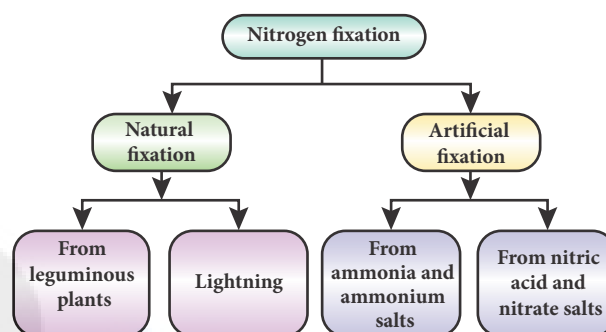 Nitrogen fixation
Natural
fixation
Artificial
fixation
From
leguminous
plants
Lightning
From
ammonia and
ammonium
salts
From nitric
acid and
nitrate salts